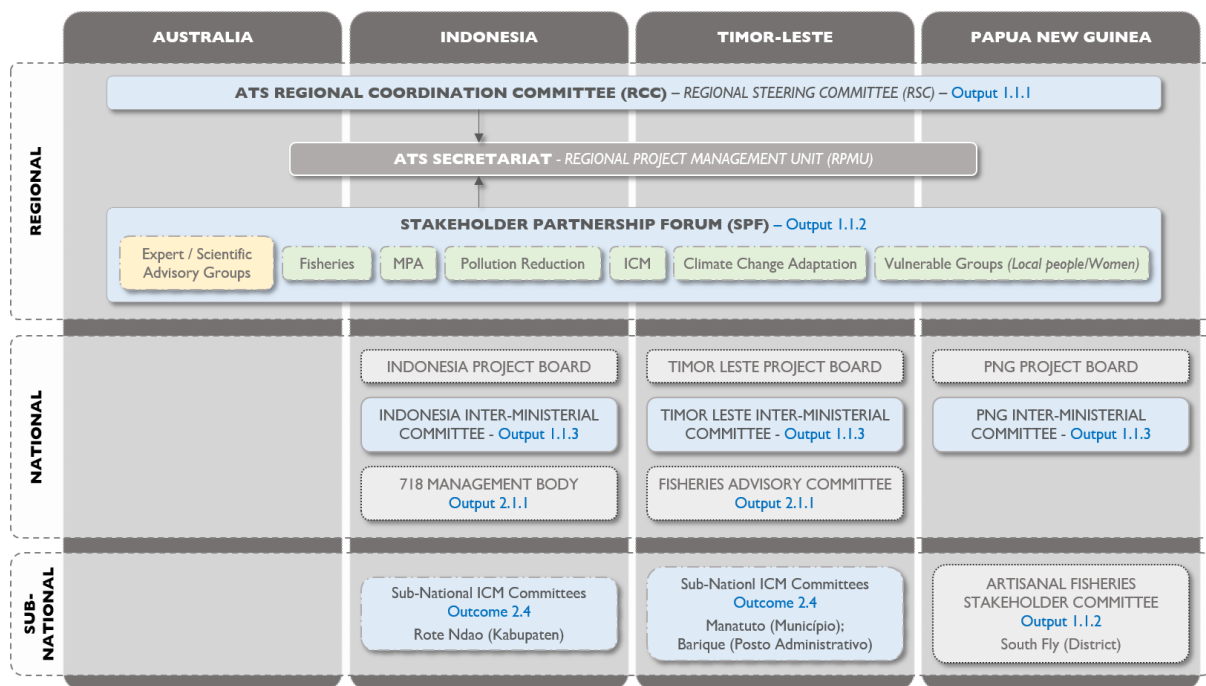 AUSTRALIA
INDONESIA
TIMOR-LESTE
PAPUA NEW GUINEA
REGIONAL
ATS REGIONAL COORDINATION COMMITTEE (RCC) – REGIONAL STEERING COMMITTEE (RSC) – Output 1.1.1
ATS SECRETARIAT - REGIONAL PROJECT MANAGEMENT UNIT (RPMU)
STAKEHOLDER PARTNERSHIP FORUM (SPF) – Output 1.1.2
Expert / Scientific
Advisory Groups
Fisheries
MPA
Pollution Reduction
ICM
Climate Change Adaptation
Vulnerable Groups (Local people/Women)
NATIONAL
INDONESIA PROJECT BOARD
TIMOR LESTE PROJECT BOARD
PNG PROJECT BOARD
INDONESIA INTER-MINISTERIAL
COMMITTEE - Output 1.1.3
TIMOR LESTE INTER-MINISTERIAL
COMMITTEE - Output 1.1.3
PNG INTER-MINISTERIAL
COMMITTEE - Output 1.1.3
718 MANAGEMENT BODY
Output 2.1.1
FISHERIES ADVISORY COMMITTEE
Output 2.1.1
SUB-
NATIONAL
Sub-Nationl ICM Committees
Outcome 2.4
Rote Ndao (Kabupaten)
Sub-Nationl ICM Committees
Outcome 2.4
Manatuto (Município);
Barique (Posto Administrativo)
ARTISANAL FISHERIES
STAKEHOLDER COMMITTEE
Output 1.1.2
South Fly (District)